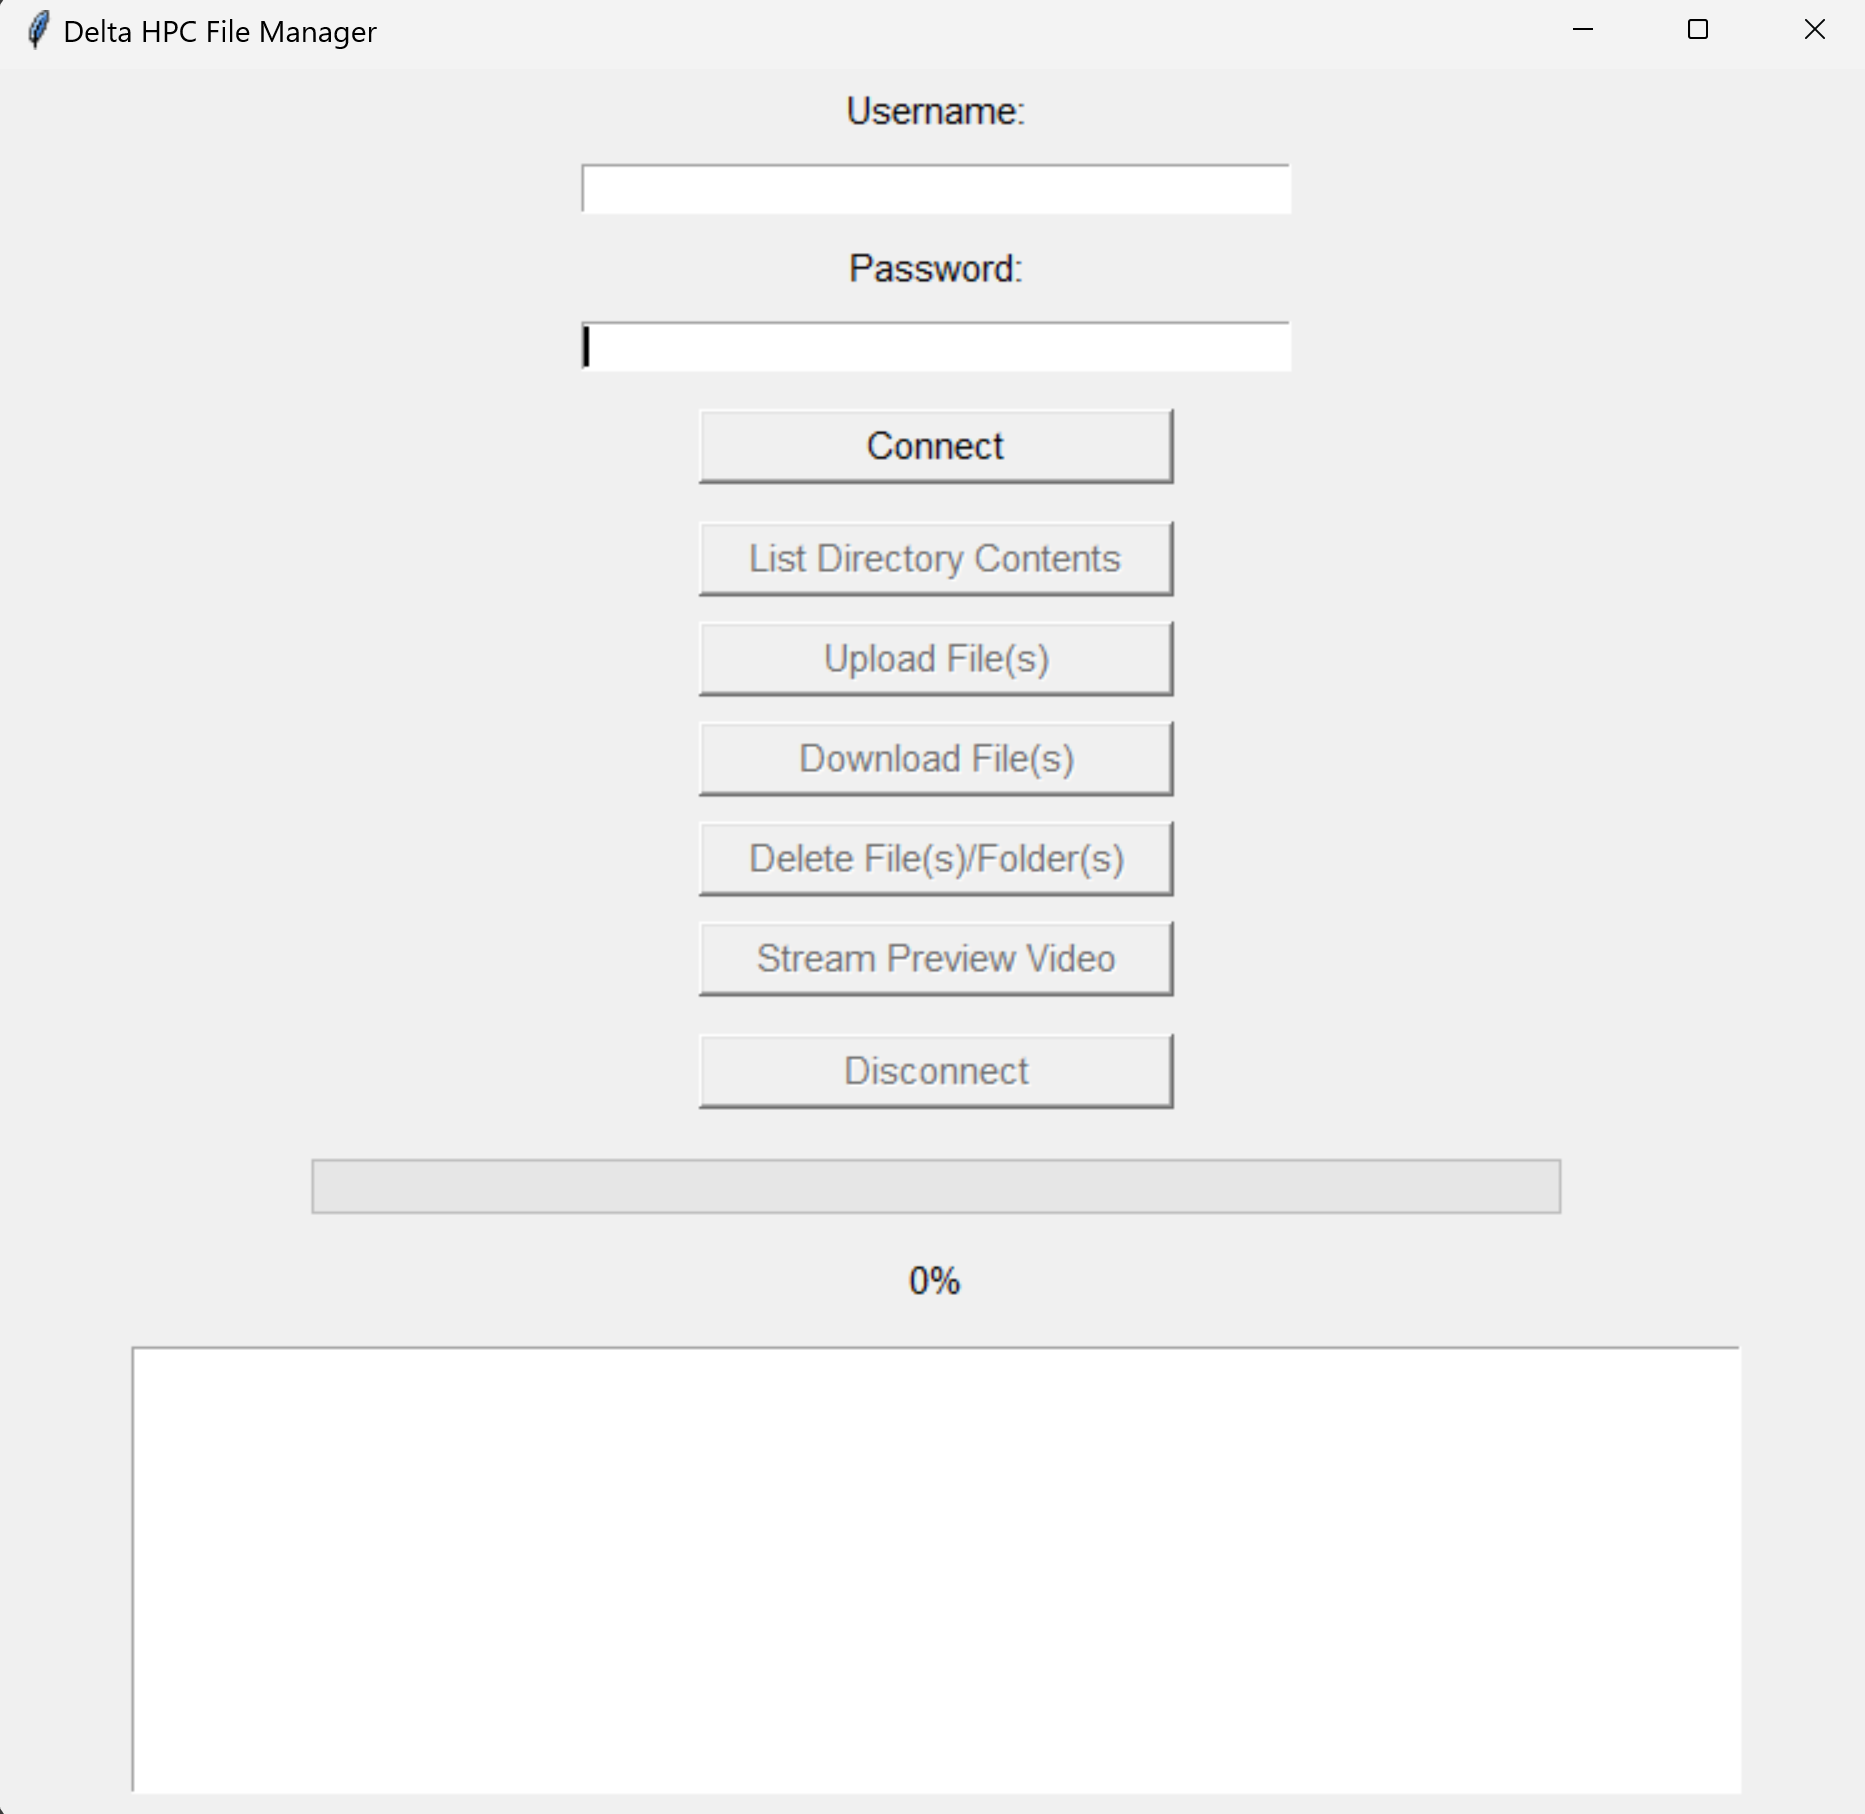 Delta HPC File Manager
Username:
Password:
Connect
List Directory Contents
Upload File(s)
Download File(s)
Delete File(s)/Folder(s)
Stream Preview Video
Disconnect
0%